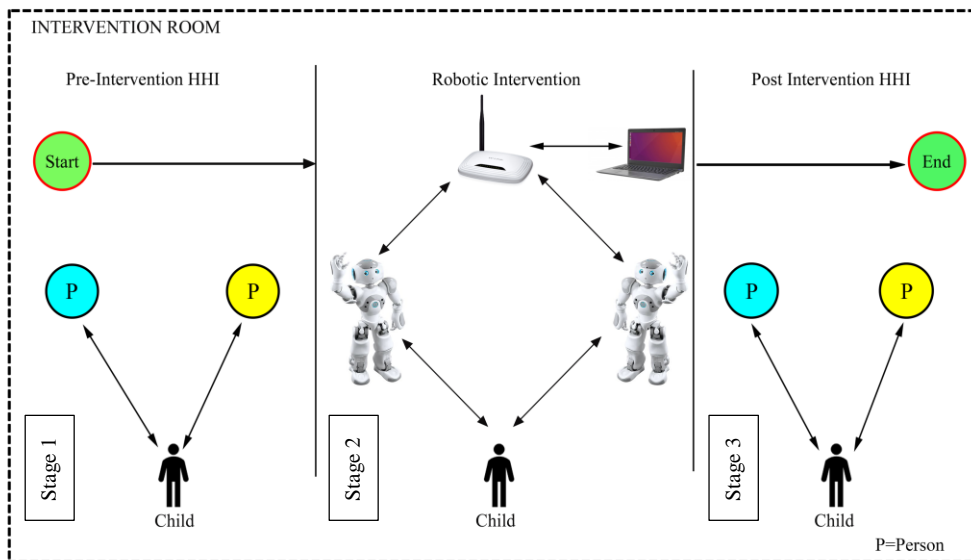 INTERVENTION ROOM
Pre-Intervention HHI
Robotic Intervention
Post Intervention HHI
Start
End
P
P
P
P
Stage 1
Stage 2
Stage 3
Child
Child
Child
P=Person